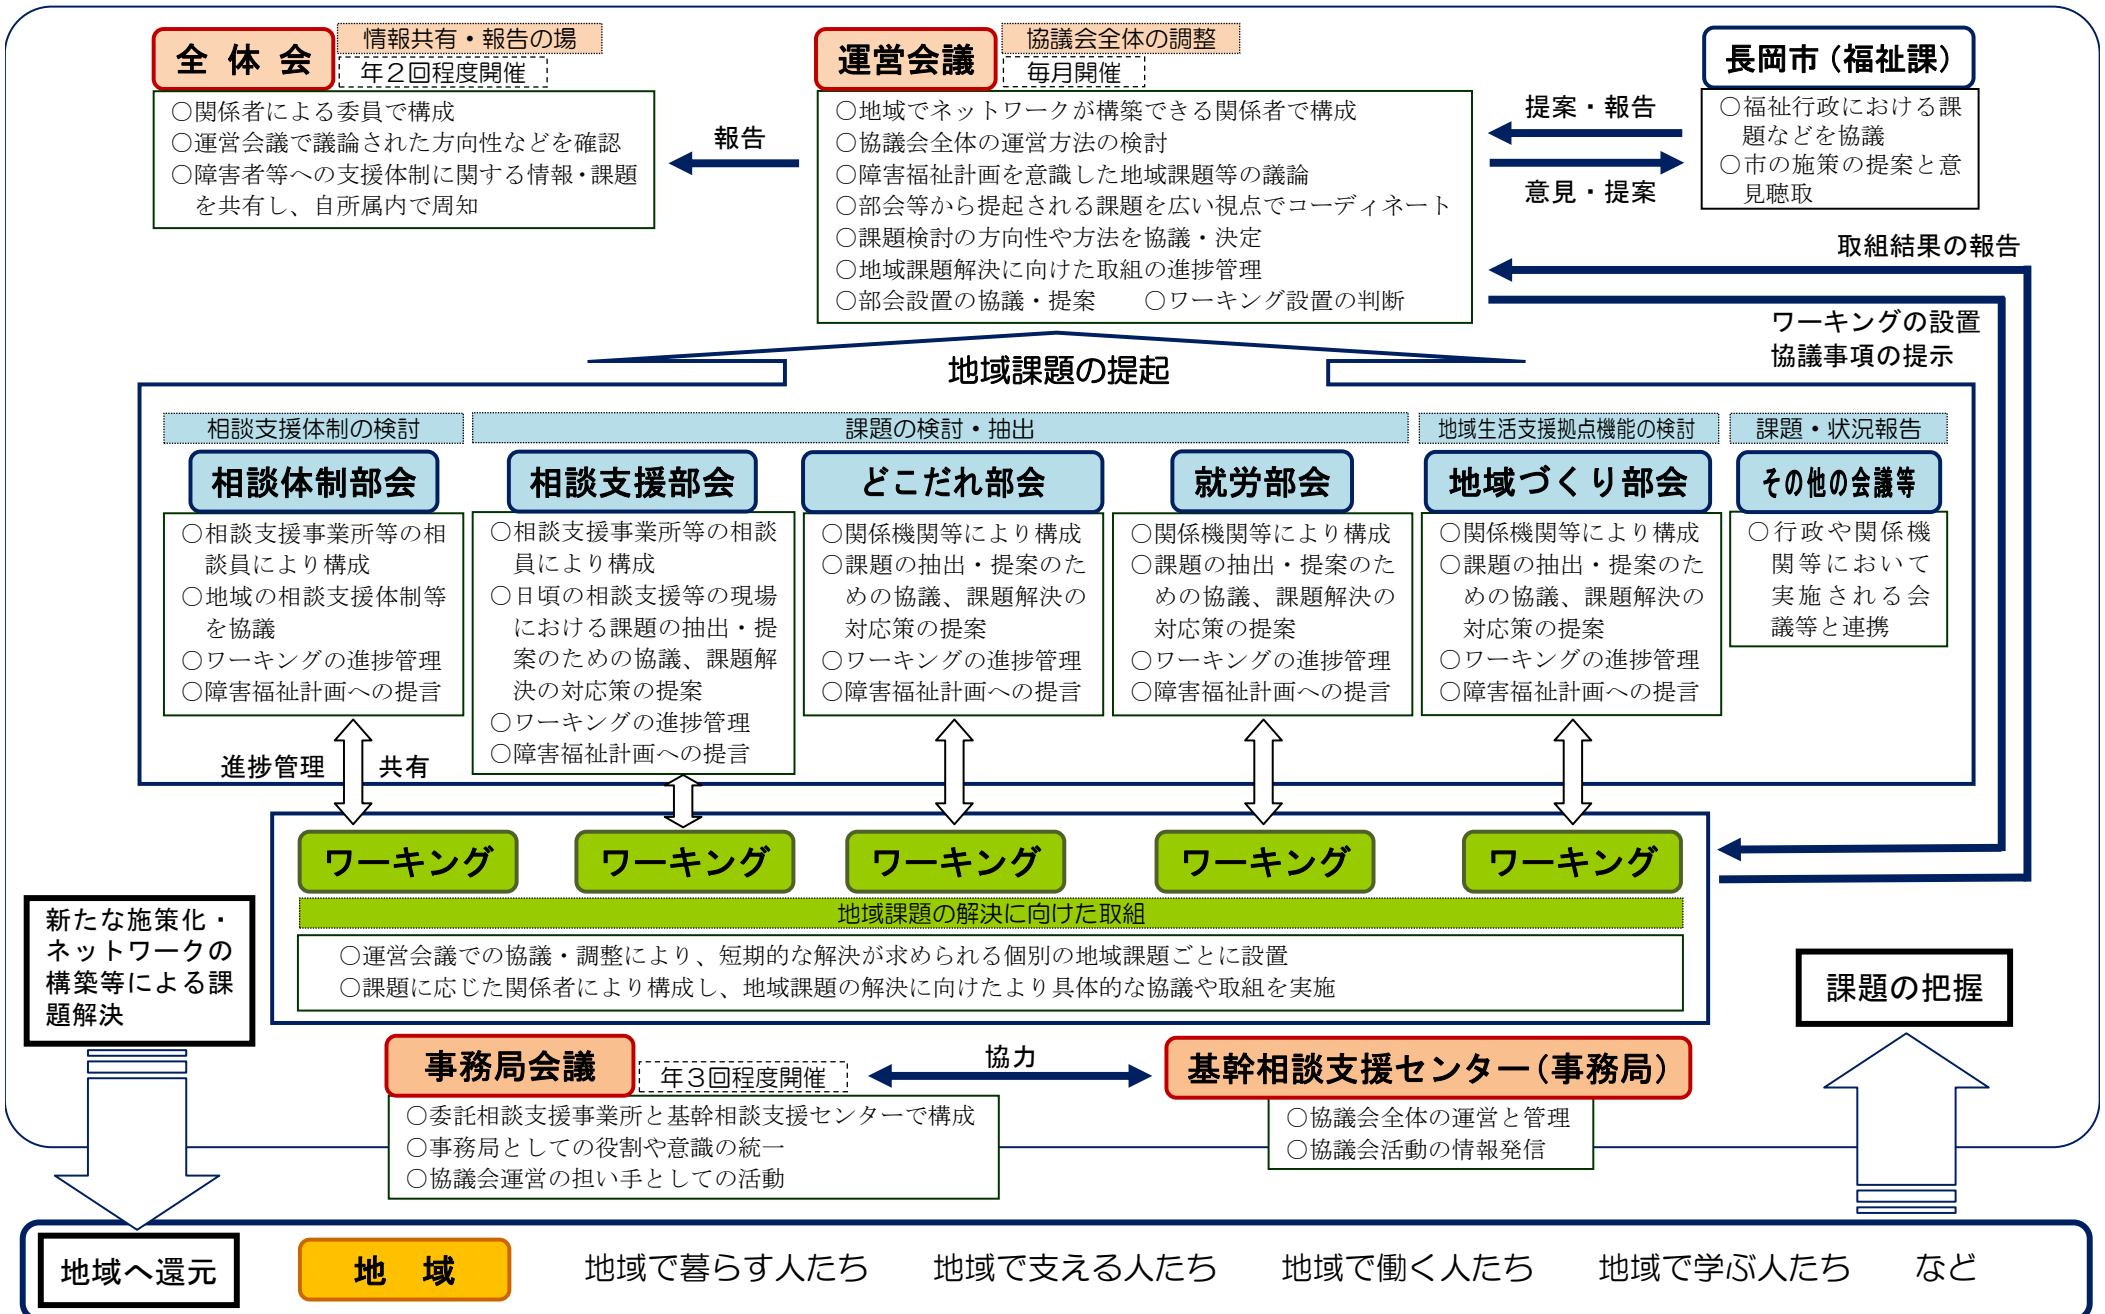 全体会
情報共有・報告の場
年２回程度開催
○関係者による委員で構成
○運営会議で議論された方向性などを確認
○障害者等への支援体制に関する情報・課題
を共有し、自所属内で周知
報告
運営会議
協議会全体の調整
毎月開催
○地域でネットワークが構築できる関係者で構成
○協議会全体の運営方法の検討
○障害福祉計画を意識した地域課題等の議論
○部会等から提起される課題を広い視点でコーディネート
○課題検討の方向性や方法を協議・決定
○地域課題解決に向けた取組の進捗管理
○部会設置の協議・提案　○ワーキング設置の判断
提案・報告
意見・提案
長岡市（福祉課）
○福祉行政における課
題などを協議
○市の施策の提案と意
見聴取
取組結果の報告
ワーキングの設置
協議事項の提示
地域課題の提起
相談支援体制の検討
課題の検討・抽出
地域生活支援拠点機能の検討
課題・状況報告
相談体制部会
○相談支援事業所等の相
談員により構成
○地域の相談支援体制等
を協議
○ワーキングの進捗管理
○障害福祉計画への提言
相談支援部会
○相談支援事業所等の相談
員により構成
○日頃の相談支援等の現場
における課題の抽出・提
案のための協議、課題解
決の対応策の提案
○ワーキングの進捗管理
○障害福祉計画への提言
どこだれ部会
○関係機関等により構成
○課題の抽出・提案のた
めの協議、課題解決の
対応策の提案
○ワーキングの進捗管理
○障害福祉計画への提言
就労部会
○関係機関等により構成
○課題の抽出・提案のた
めの協議、課題解決の
対応策の提案
○ワーキングの進捗管理
○障害福祉計画への提言
地域づくり部会
○関係機関等により構成
○課題の抽出・提案のた
めの協議、課題解決の
対応策の提案
○ワーキングの進捗管理
○障害福祉計画への提言
その他の会議等
○行政や関係機
関等において
実施される会
議等と連携
進捗管理
共有
ワーキング
ワーキング
ワーキング
ワーキング
ワーキング
地域課題の解決に向けた取組
○運営会議での協議・調整により、短期的な解決が求められる個別の地域課題ごとに設置
○課題に応じた関係者により構成し、地域課題の解決に向けたより具体的な協議や取組を実施
新たな施策化・
ネットワークの
構築等による課
題解決
課題の把握
事務局会議
年３回程度開催
○委託相談支援事業所と基幹相談支援センターで構成
○事務局としての役割や意識の統一
○協議会運営の担い手としての活動
協力
基幹相談支援センター（事務局）
○協議会全体の運営と管理
○協議会活動の情報発信
地域へ還元
地　域
地域で暮らす人たち　地域で支える人たち　地域で働く人たち　地域で学ぶ人たち　など